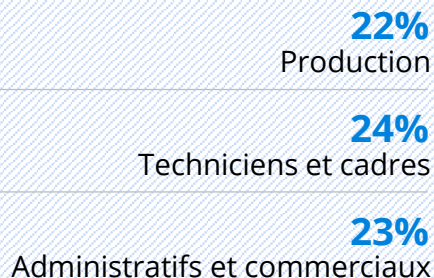 22%
Production
24%
Techniciens et cadres
23%
Administratifs et commerciaux